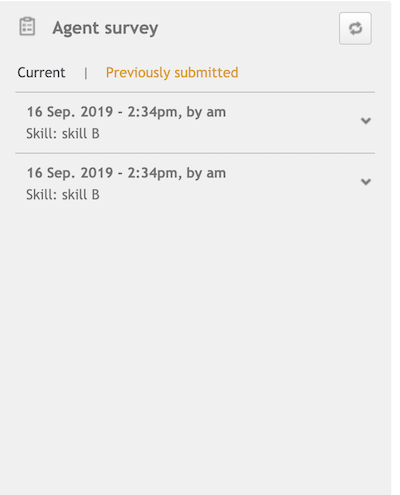 Agent survey
Current | Previously submitted
16 Sep. 2019 - 2:34pm, by am
Skill: skill B
16 Sep. 2019 - 2:34pm, by am
Skill: skill B